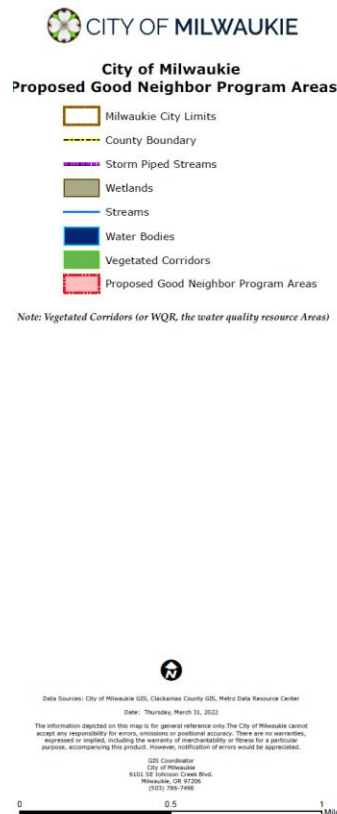 CITY OF MILWAUKIE
City of Milwaukie
Proposed Good Neighbor Program Areas
Milwaukie City Limits
County Boundary
Storm Piped Streams
Wetlands
Streams
Water Bodies
Vegetated Corridors
Proposed Good Neighbor Program Areas
Note: Vegetated Corridors (or WQR, the water quality resource Areas)
N
Data Sources: City of Milwaukie GIS, Clackamas County GIS, Metro Data Resource Center
Date: Thursday, March 31, 2022
The information depicted on this map is for general reference only.The City of Milwaukie cannot
accept any responsibility for errors, omissions or positional accuracy. There are no warranties,
expressed or implied, including the warranty of merchantability or fitness for a particular
purpose, accompanying this product. However, notification of errors would be appreciated.
GIS Coordinator
City of Milwaukie
6101 SE Johnson Creek Blvd.
Milwaukie, OR 97206
(503) 786-7498
0 0.5 1